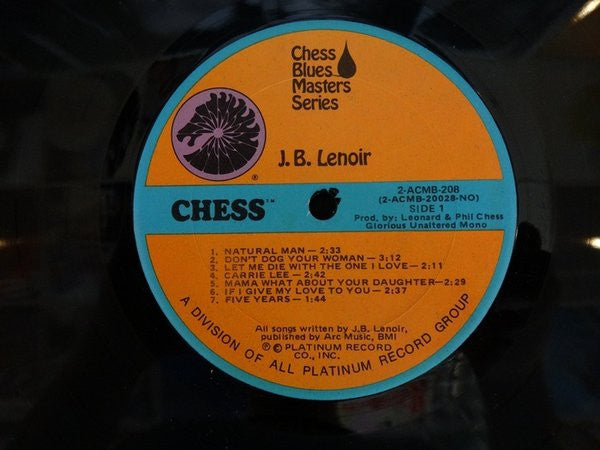 Chess
Blues
Masters
Series
®
J.B. Lenoir
CHESS™
2-ACMB-208
(2-ACMB-20028-NO)
SIDE 1
Prod. by: Leonard & Phil Chess
Glorious Unaltered Mono
1. NATURAL MAN — 2:33
2. DON'T DOG YOUR WOMAN — 3:12
3. LET ME DIE WITH THE ONE I LOVE — 2:11
4. CARRIE LEE — 2:42
5. MAMA WHAT ABOUT YOUR DAUGHTER — 2:29
6. IF I GIVE MY LOVE TO YOU — 2:37
7. FIVE YEARS — 1:44
All songs written by J.B. Lenoir,
published by Arc Music, BMI
℗ © PLATINUM RECORD
CO., INC.
A DIVISION OF ALL PLATINUM RECORD GROUP